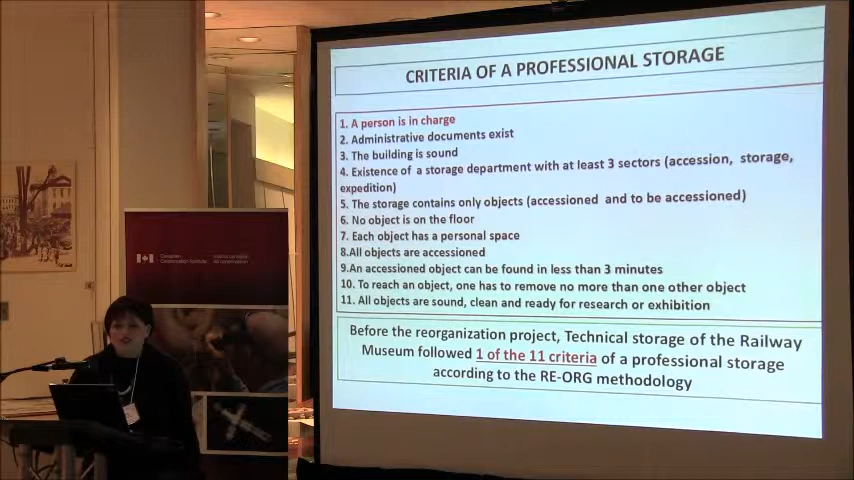 CRITERIA OF A PROFESSIONAL STORAGE
1. A person is in charge
2. Administrative documents exist
3. The building is sound
4. Existence of a storage department with at least 3 sectors (accession, storage,
expedition)
5. The storage contains only objects (accessioned and to be accessioned)
6. No object is on the floor
7. Each object has a personal space
8.All objects are accessioned
9.An accessioned object can be found in less than 3 minutes
10. To reach an object, one has to remove no more than one other object
11. All objects are sound, clean and ready for research or exhibition
Before the reorganization project, Technical storage of the Railway
Museum followed 1 of the 11 criteria of a professional storage
according to the RE-ORG methodology
Canadian
Conservation Institute